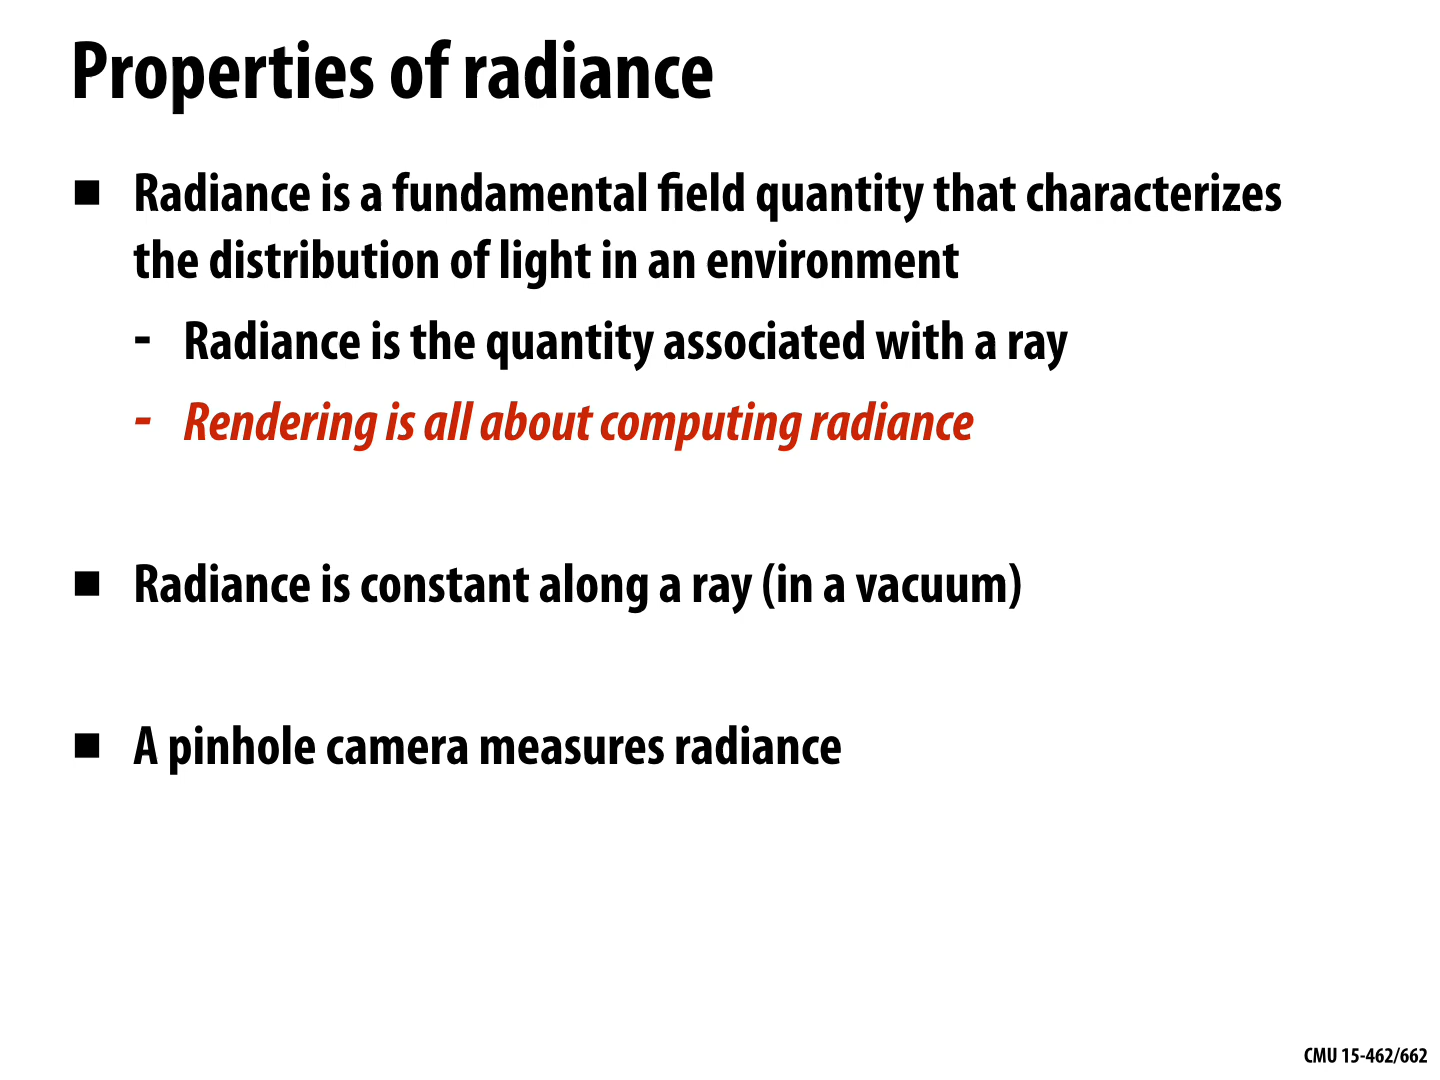 Properties of radiance
■ Radiance is a fundamental field quantity that characterizes
the distribution of light in an environment
- Radiance is the quantity associated with a ray
- Rendering is all about computing radiance
■ Radiance is constant along a ray (in a vacuum)
■ A pinhole camera measures radiance
CMU 15-462/662